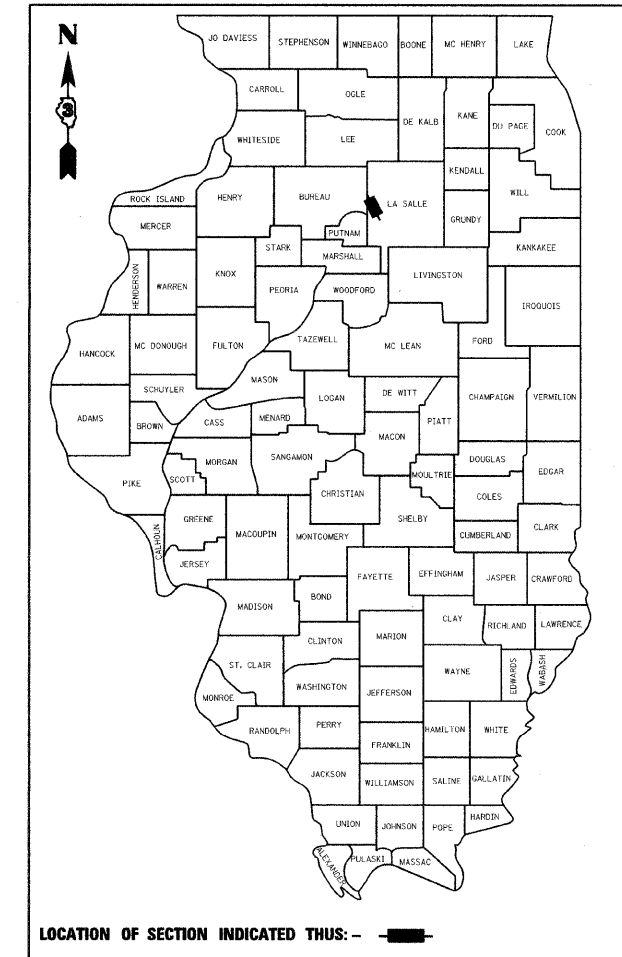 N
3
JO DAVIESS STEPHENSON WINNEBAGO BOONE MC HENRY LAKE
CARROLL OGLE DE KALB KANE DU PAGE COOK
WHITESIDE LEE
ROCK ISLAND HENRY BUREAU LA SALLE KENDALL WILL
GRUNDY
MERCER STARK PUTNAM KANKAKEE
MARSHALL
HENDERSON WARREN KNOX PEORIA WOODFORD LIVINGSTON IROQUOIS
HANCOCK MC DONOUGH FULTON TAZEWELL MC LEAN FORD
SCHUYLER MASON LOGAN DE WITT CHAMPAIGN VERMILION
ADAMS BROWN CASS MENARD MACON PIATT
PIKE SCOTT MORGAN SANGAMON MOULTRIE DOUGLAS EDGAR
CHRISTIAN COLES
CALHOUN GREENE MACOUPIN MONTGOMERY SHELBY CUMBERLAND CLARK
JERSEY FAYETTE EFFINGHAM JASPER CRAWFORD
MADISON BOND
CLINTON MARION CLAY RICHLAND LAWRENCE
ST. CLAIR WAYNE EDWARDS WABASH
MONROE WASHINGTON JEFFERSON
RANDOLPH PERRY HAMILTON WHITE
FRANKLIN
JACKSON WILLIAMSON SALINE GALLATIN
UNION JOHNSON POPE HARDIN
ALEXANDER PULASKI MASSAC
LOCATION OF SECTION INDICATED THUS: –